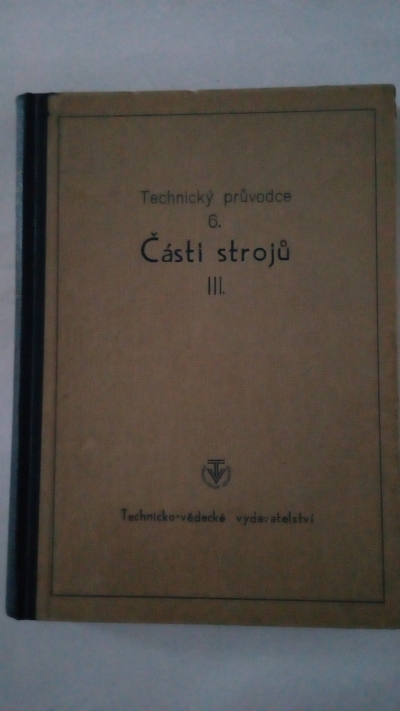 Technický průvodce
6.
Části strojů
III.
Technicko-vědecké vydavatelství